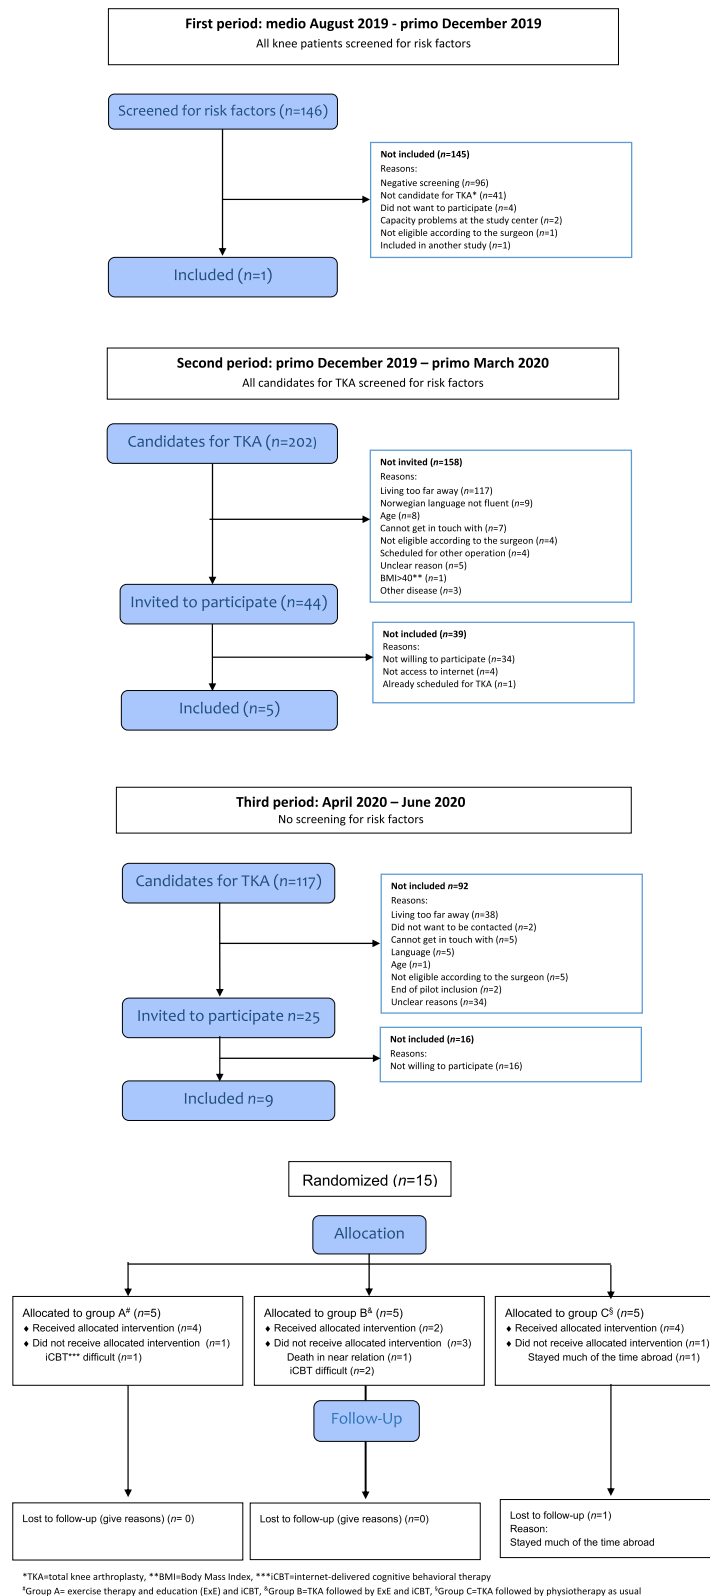 First period: medio August 2019 - primo December 2019
All knee patients screened for risk factors
Screened for risk factors (n=146)
Not included (n=145)
Reasons:
Negative screening (n=96)
Not candidate for TKA* (n=41)
Did not want to participate (n=4)
Capacity problems at the study center (n=2)
Not eligible according to the surgeon (n=1)
Included in another study (n=1)
Included (n=1)
Second period: primo December 2019 – primo March 2020
All candidates for TKA screened for risk factors
Candidates for TKA (n=202)
Not invited (n=158)
Reasons:
Living too far away (n=117)
Norwegian language not fluent (n=9)
Age (n=8)
Cannot get in touch with (n=7)
Not eligible according to the surgeon (n=4)
Scheduled for other operation (n=4)
Unclear reason (n=5)
BMI>40** (n=1)
Other disease (n=3)
Invited to participate (n=44)
Not included (n=39)
Reasons:
Not willing to participate (n=34)
Not access to internet (n=4)
Already scheduled for TKA (n=1)
Included (n=5)
Third period: April 2020 – June 2020
No screening for risk factors
Candidates for TKA (n=117)
Not included n=92
Reasons:
Living too far away (n=38)
Did not want to be contacted (n=2)
Cannot get in touch with (n=5)
Language (n=5)
Age (n=1)
Not eligible according to the surgeon (n=5)
End of pilot inclusion (n=2)
Unclear reasons (n=34)
Invited to participate n=25
Not included (n=16)
Reasons:
Not willing to participate (n=16)
Included n=9
Randomized (n=15)
Allocation
Allocated to group A# (n=5)
♦ Received allocated intervention (n=4)
♦ Did not receive allocated intervention (n=1)
iCBT*** difficult (n=1)
Allocated to group B& (n=5)
♦ Received allocated intervention (n=2)
♦ Did not receive allocated intervention (n=3)
Death in near relation (n=1)
iCBT difficult (n=2)
Allocated to group C§ (n=5)
♦ Received allocated intervention (n=4)
♦ Did not receive allocated intervention (n=1)
Stayed much of the time abroad (n=1)
Follow-Up
Lost to follow-up (give reasons) (n= 0)
Lost to follow-up (give reasons) (n=0)
Lost to follow-up (n=1)
Reason:
Stayed much of the time abroad
*TKA=total knee arthroplasty, **BMI=Body Mass Index, ***iCBT=internet-delivered cognitive behavioral therapy
#Group A= exercise therapy and education (ExE) and iCBT, &Group B=TKA followed by ExE and iCBT, §Group C=TKA followed by physiotherapy as usual